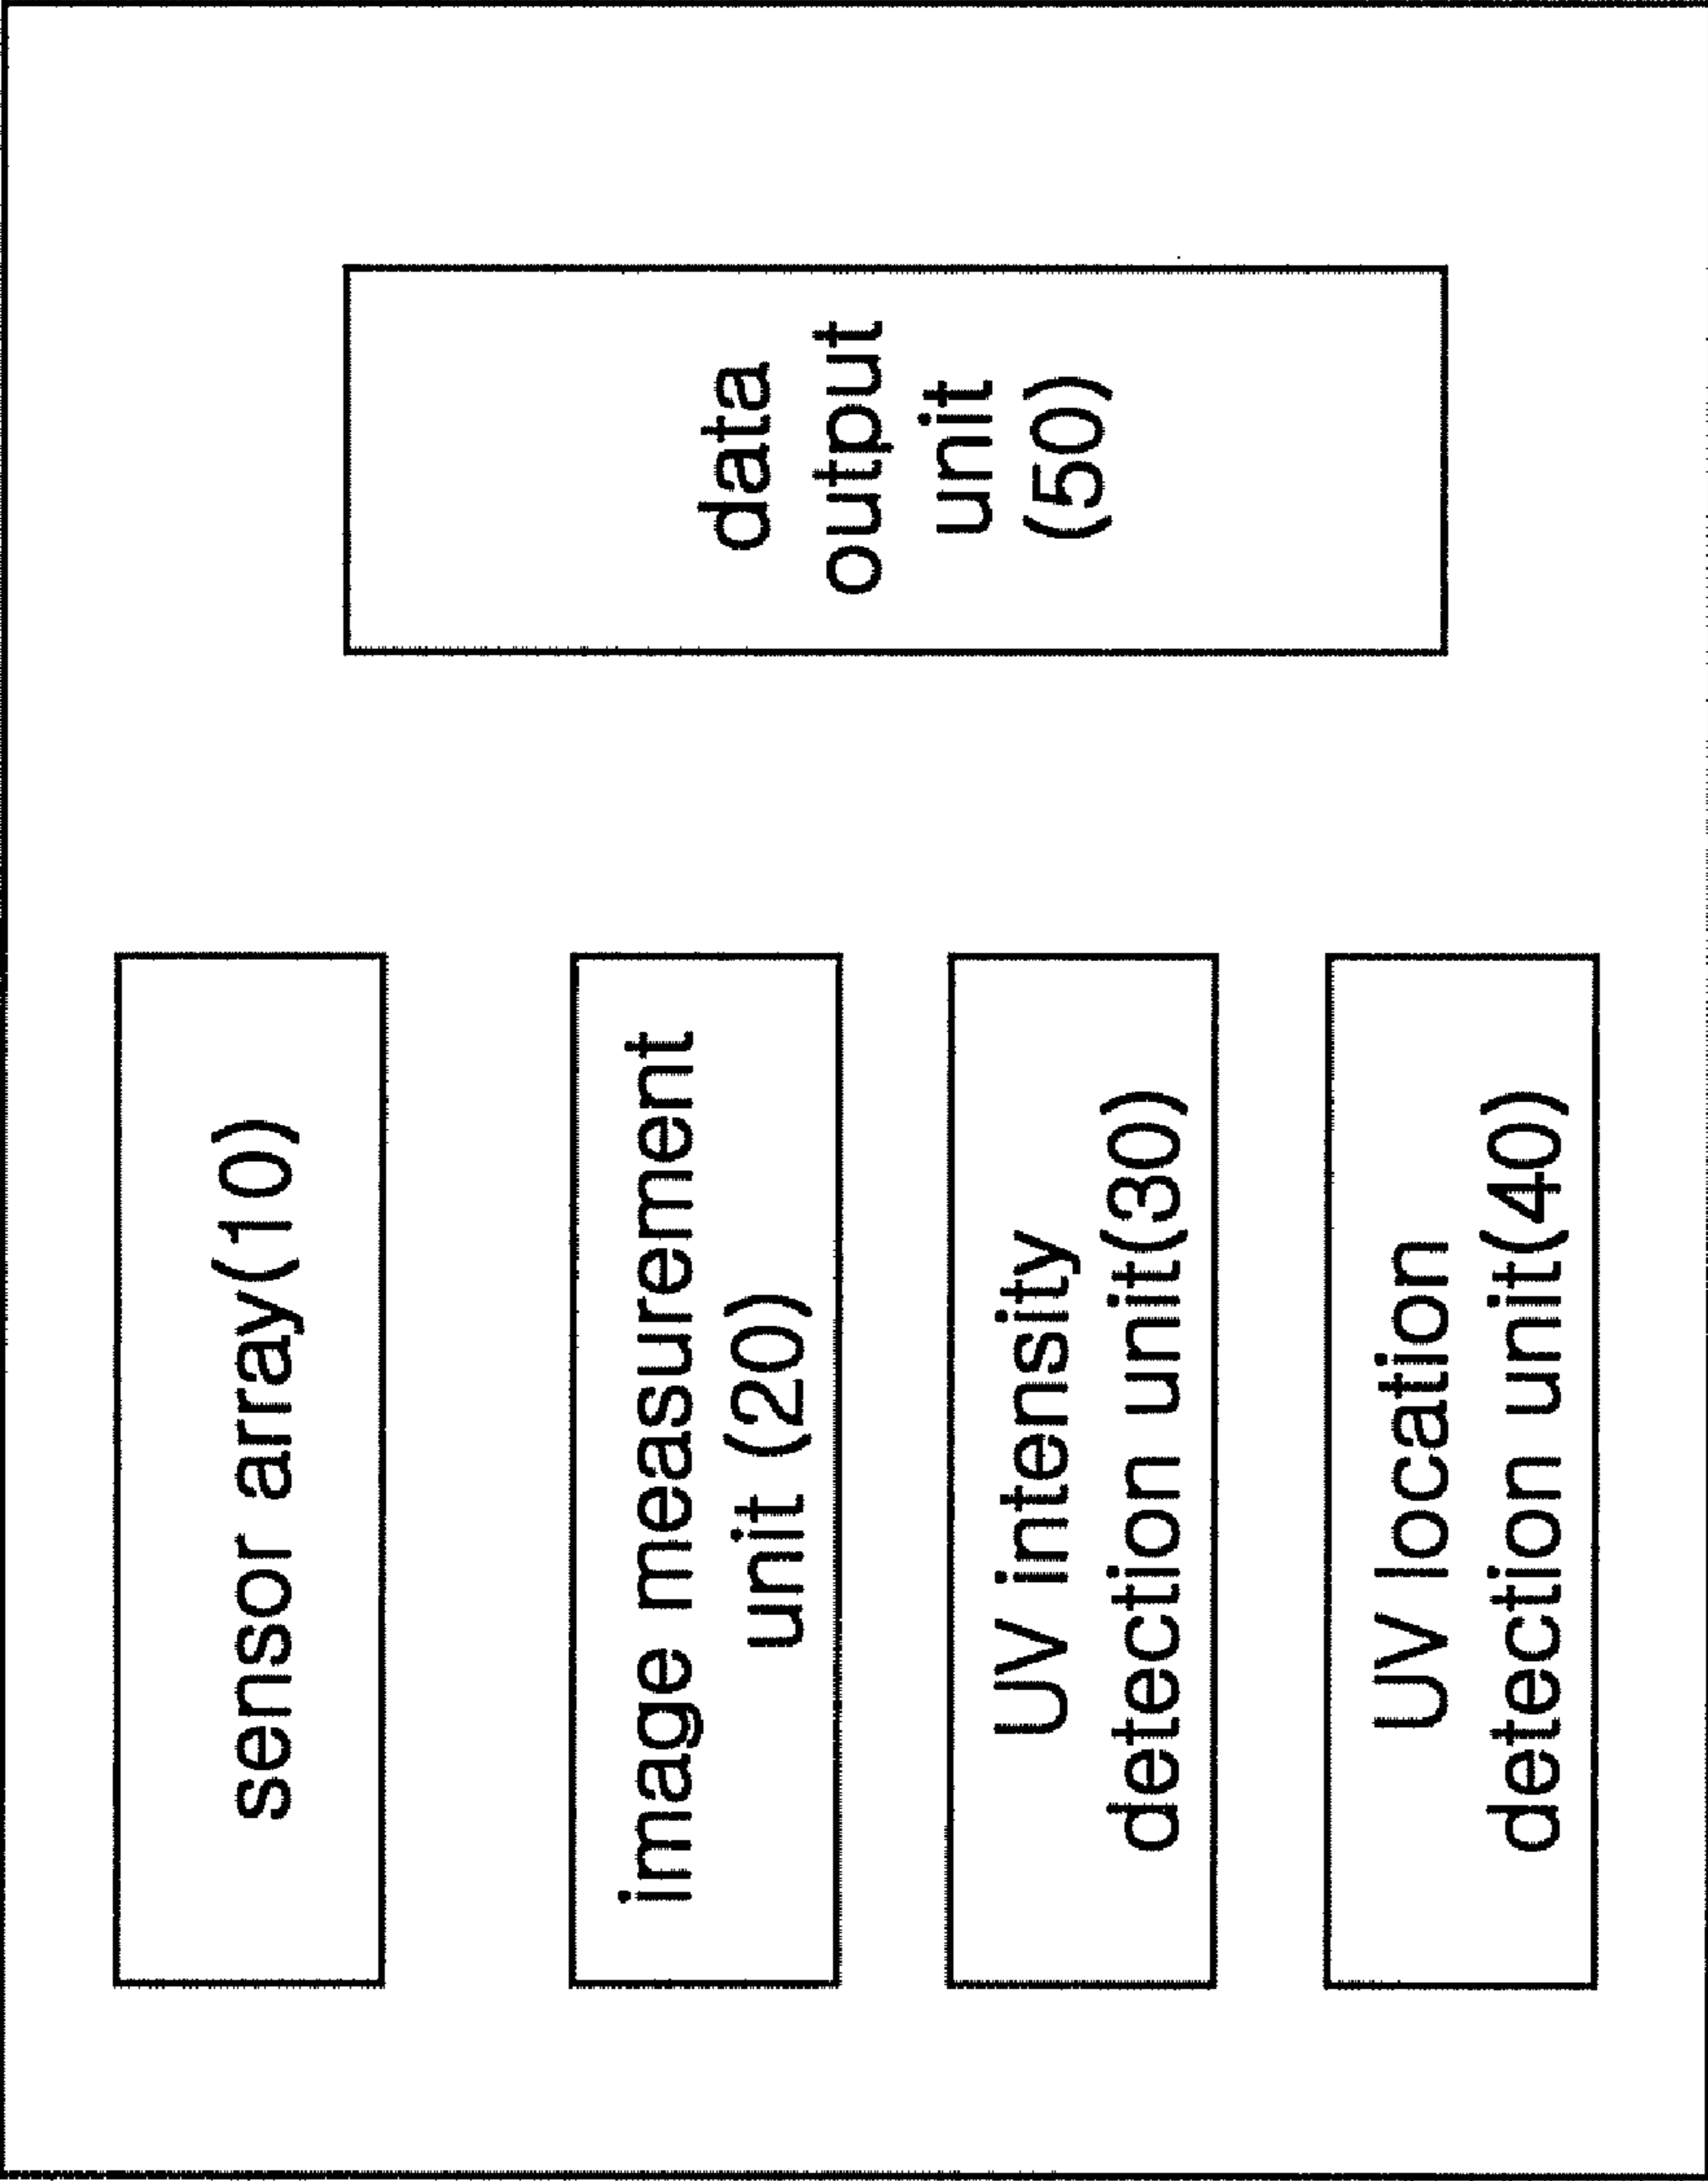 sensor array(10)
image measurement
unit (20)
UV intensity
detection unit(30)
UV location
detection unit(40)
data
output
unit
(50)